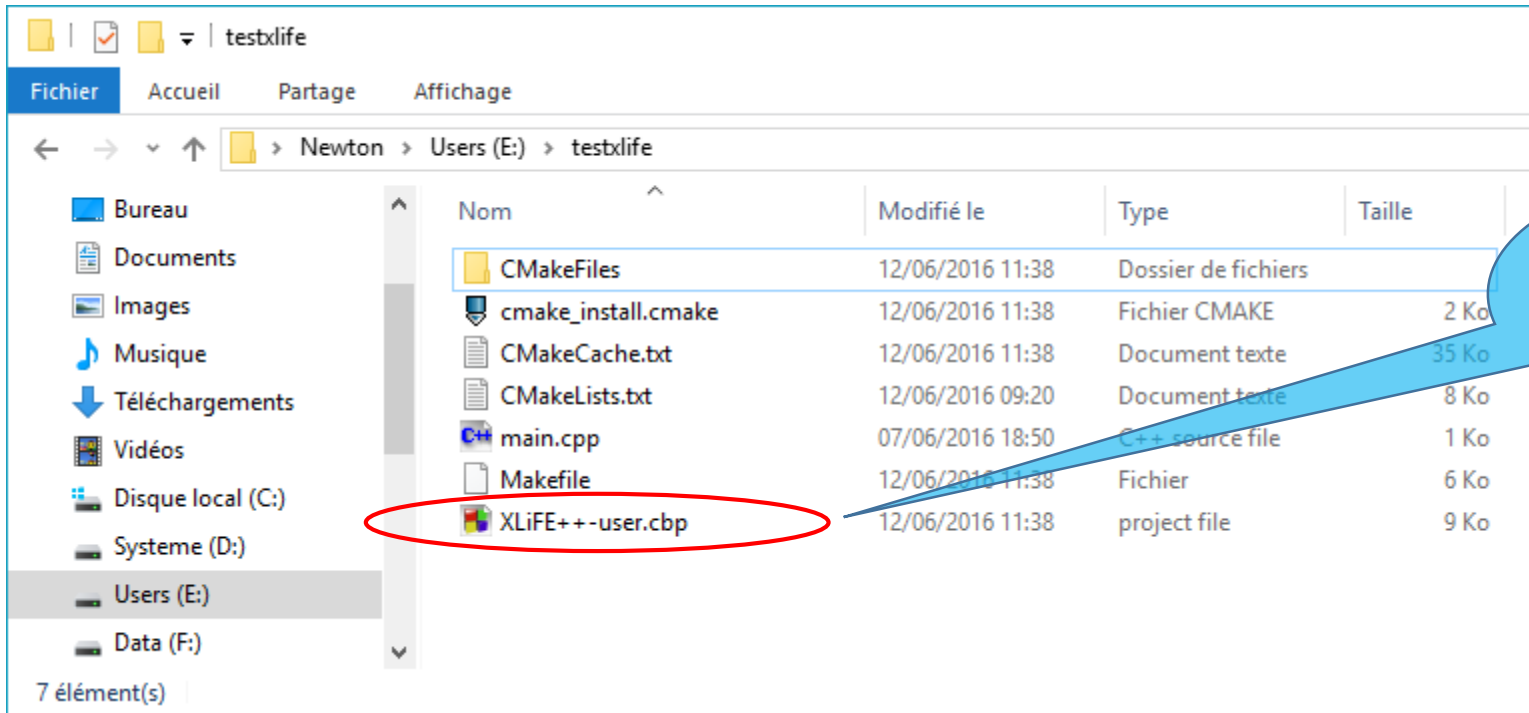 testxlife
Fichier Accueil Partage Affichage
Newton > Users (E:) > testxlife
Bureau
Documents
Images
Musique
Téléchargements
Vidéos
Disque local (C:)
Systeme (D:)
Users (E:)
Data (F:)
Nom Modifié le Type Taille
CMakeFiles 12/06/2016 11:38 Dossier de fichiers
cmake_install.cmake 12/06/2016 11:38 Fichier CMAKE 2 Ko
CMakeCache.txt 12/06/2016 11:38 Document texte 35 Ko
CMakeLists.txt 12/06/2016 09:20 Document texte 8 Ko
C++ main.cpp 07/06/2016 18:50 C++ source file 1 Ko
Makefile 12/06/2016 11:38 Fichier 6 Ko
XLiFE++-user.cbp 12/06/2016 11:38 project file 9 Ko
7 élément(s)